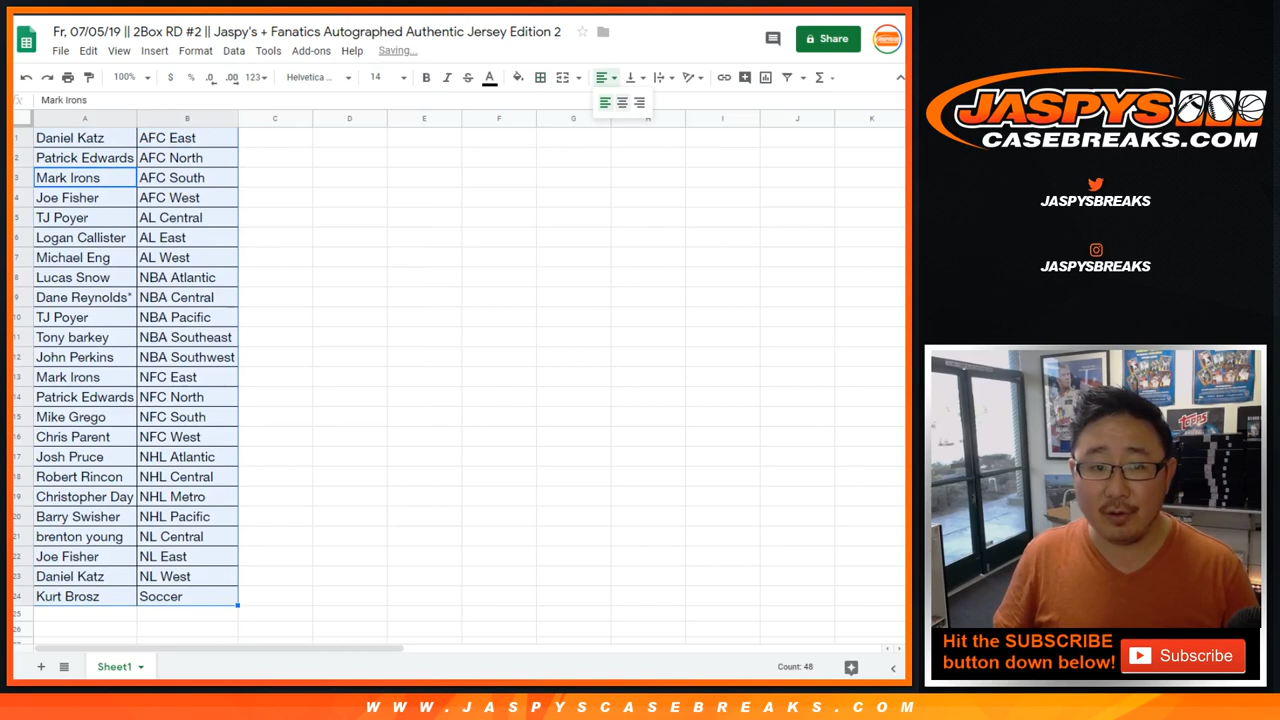 Fr, 07/05/19 || 2Box RD #2 || Jaspy's + Fanatics Autographed Authentic Jersey Edition 2
File Edit View Insert Format Data Tools Add-ons Help Saving...
Share
100% $ % .0 .00 123 Helvetica ... 14 B I S A
fx Mark Irons
A B C D E F G H I J K
1 Daniel Katz AFC East
2 Patrick Edwards AFC North
3 Mark Irons AFC South
4 Joe Fisher AFC West
5 TJ Poyer AL Central
6 Logan Callister AL East
7 Michael Eng AL West
8 Lucas Snow NBA Atlantic
9 Dane Reynolds* NBA Central
10 TJ Poyer NBA Pacific
11 Tony barkey NBA Southeast
12 John Perkins NBA Southwest
13 Mark Irons NFC East
14 Patrick Edwards NFC North
15 Mike Grego NFC South
16 Chris Parent NFC West
17 Josh Pruce NHL Atlantic
18 Robert Rincon NHL Central
19 Christopher Day NHL Metro
20 Barry Swisher NHL Pacific
21 brenton young NL Central
22 Joe Fisher NL East
23 Daniel Katz NL West
24 Kurt Brosz Soccer
25
26
Sheet1
Count: 48
JASPYS
CASEBREAKS.COM
JASPYSBREAKS
JASPYSBREAKS
TOPPS
Hit the SUBSCRIBE
button down below!
Subscribe
WWW.JASPYSCASEBREAKS.COM